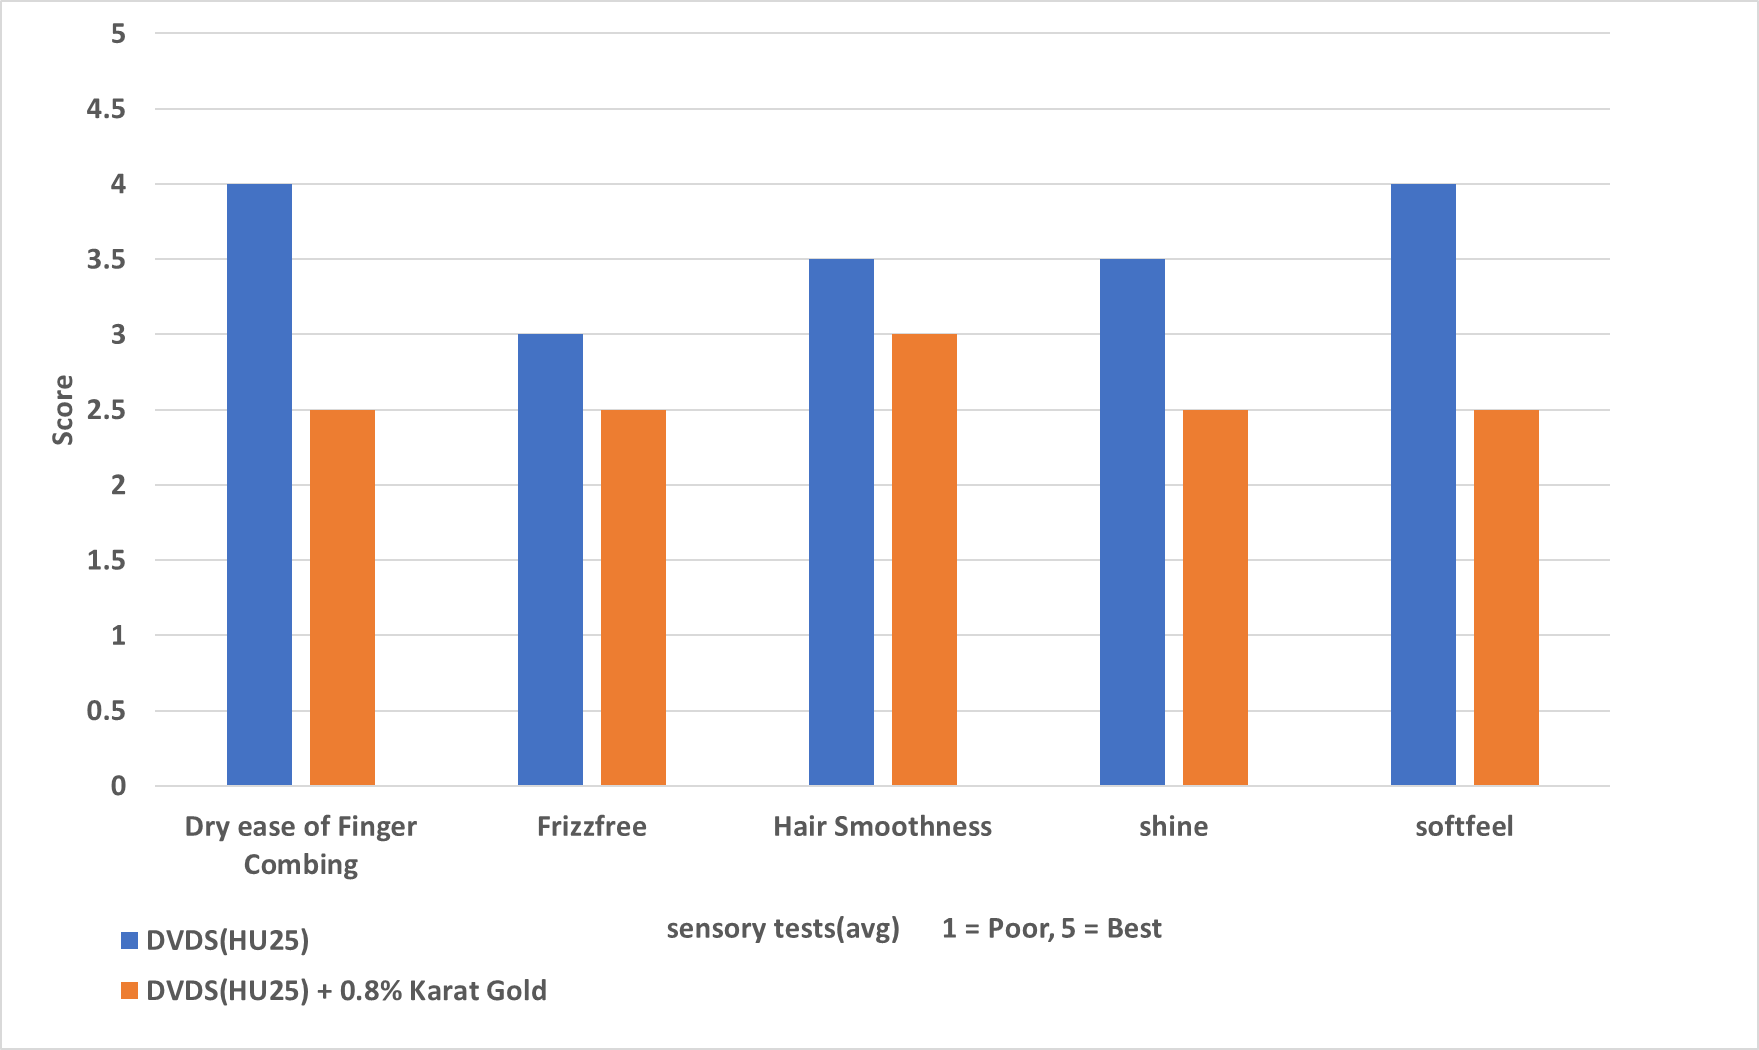 5
4.5
4
3.5
3
2.5
2
1.5
1
0.5
0
Score
Dry ease of Finger
Combing
Frizzfree
Hair Smoothness
shine
softfeel
sensory tests(avg) 1 = Poor, 5 = Best
DVDS(HU25)
DVDS(HU25) + 0.8% Karat Gold